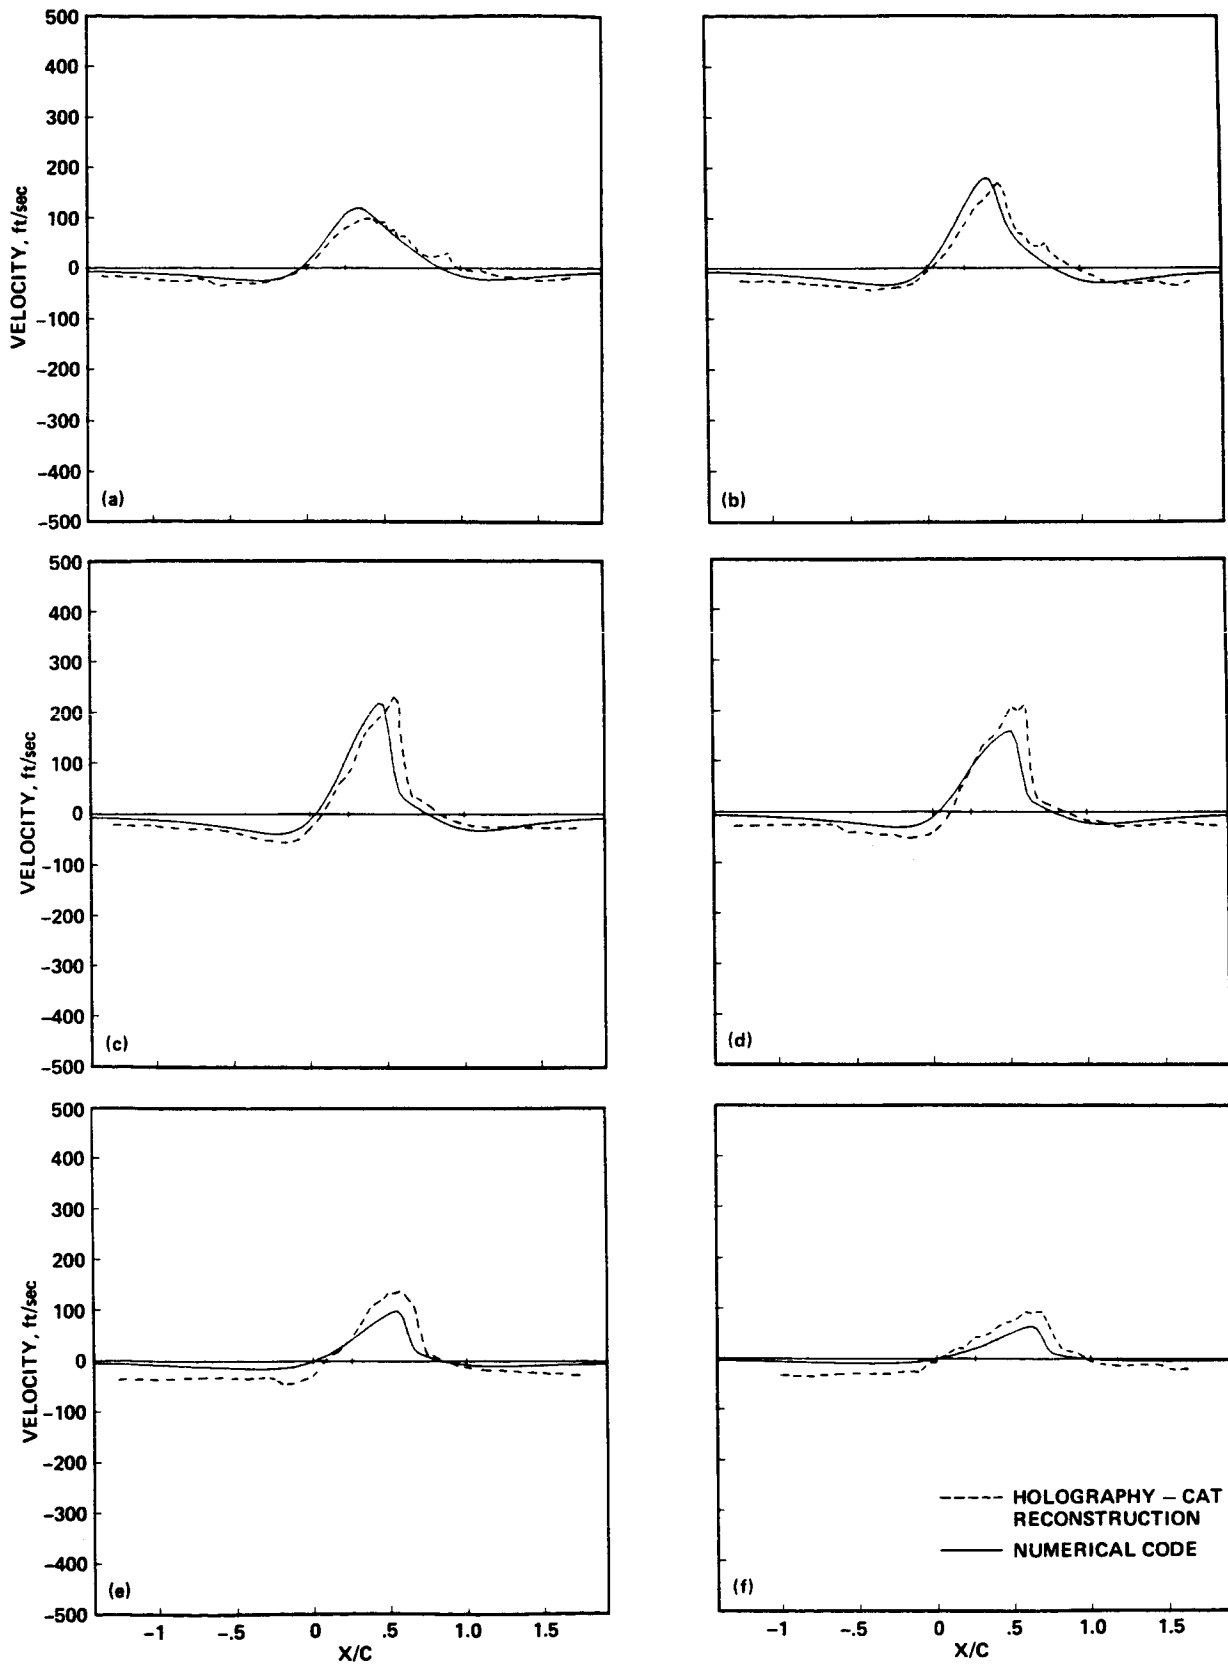 500
400
300
200
100
0
-100
-200
-300
-400
-500
VELOCITY, ft/sec
(a)
(b)
500
400
300
200
100
0
-100
-200
-300
-400
-500
VELOCITY, ft/sec
(c)
(d)
500
400
300
200
100
0
-100
-200
-300
-400
-500
VELOCITY, ft/sec
(e)
-1 -.5 0 .5 1.0 1.5
X/C
HOLOGRAPHY – CAT
RECONSTRUCTION
NUMERICAL CODE
(f)
-1 -.5 0 .5 1.0 1.5
X/C